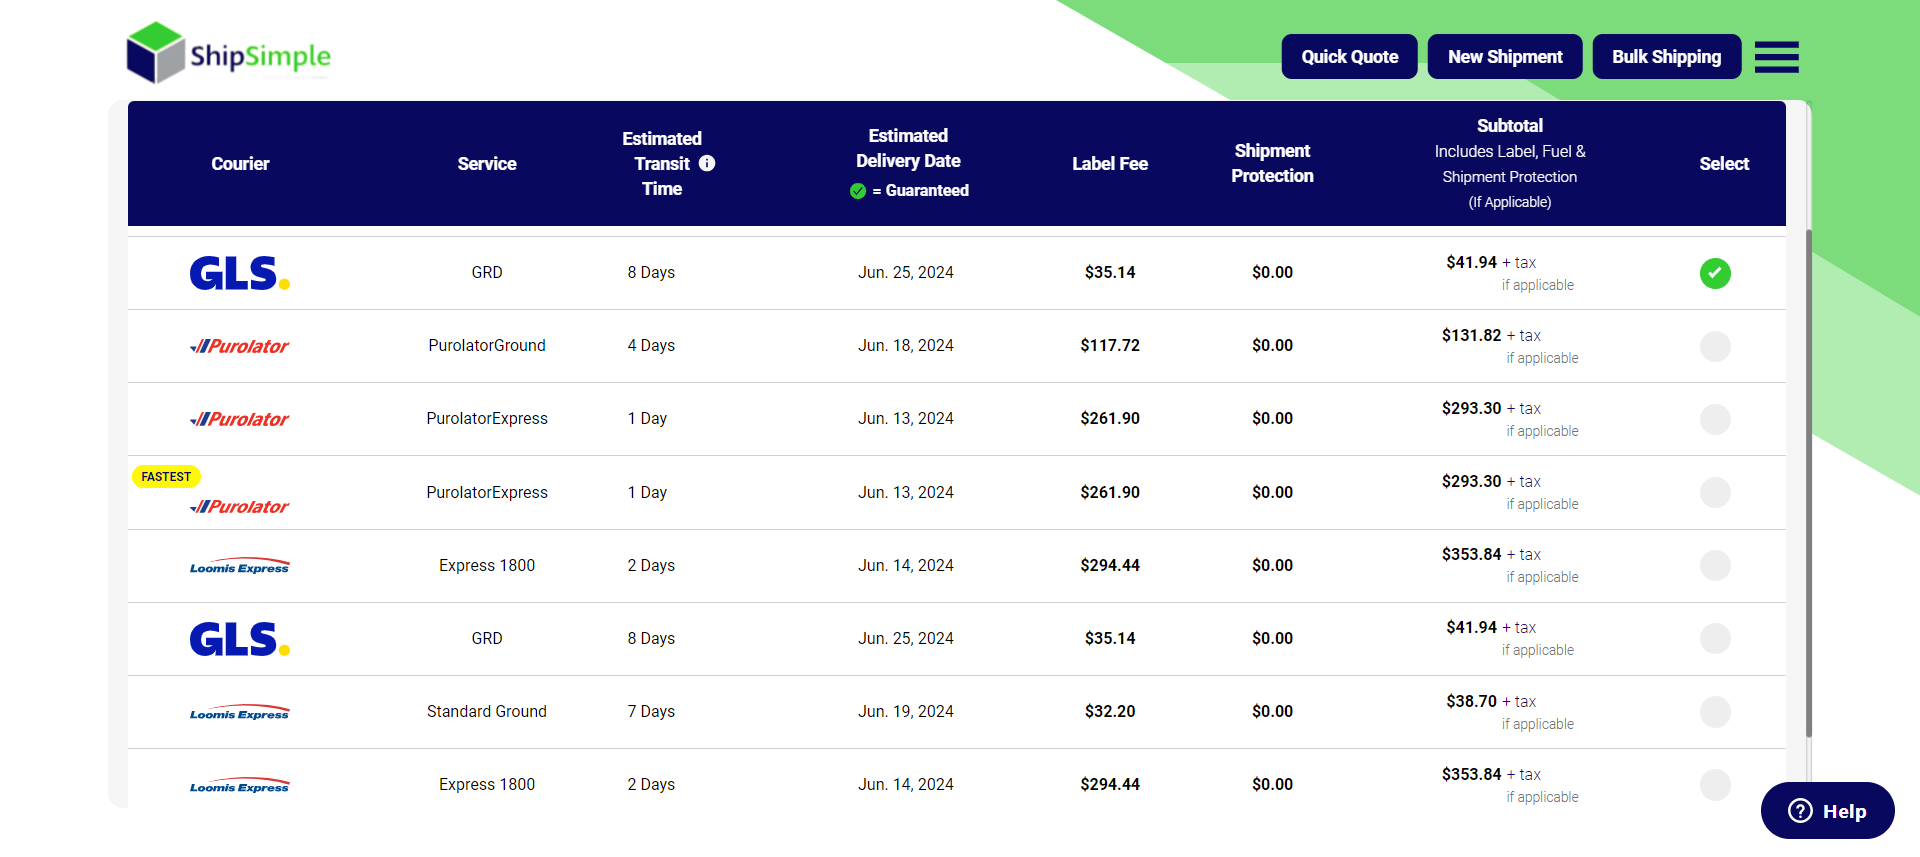 ShipSimple
Quick Quote New Shipment Bulk Shipping
Courier Service Estimated Transit Time Estimated Delivery Date = Guaranteed Label Fee Shipment Protection Subtotal Includes Label, Fuel & Shipment Protection (If Applicable) Select
GLS. GRD 8 Days Jun. 25, 2024 $35.14 $0.00 $41.94 + tax
if applicable
Purolator PurolatorGround 4 Days Jun. 18, 2024 $117.72 $0.00 $131.82 + tax
if applicable
Purolator PurolatorExpress 1 Day Jun. 13, 2024 $261.90 $0.00 $293.30 + tax
if applicable
FASTEST
Purolator PurolatorExpress 1 Day Jun. 13, 2024 $261.90 $0.00 $293.30 + tax
if applicable
Loomis Express Express 1800 2 Days Jun. 14, 2024 $294.44 $0.00 $353.84 + tax
if applicable
GLS. GRD 8 Days Jun. 25, 2024 $35.14 $0.00 $41.94 + tax
if applicable
Loomis Express Standard Ground 7 Days Jun. 19, 2024 $32.20 $0.00 $38.70 + tax
if applicable
Loomis Express Express 1800 2 Days Jun. 14, 2024 $294.44 $0.00 $353.84 + tax
if applicable
Help